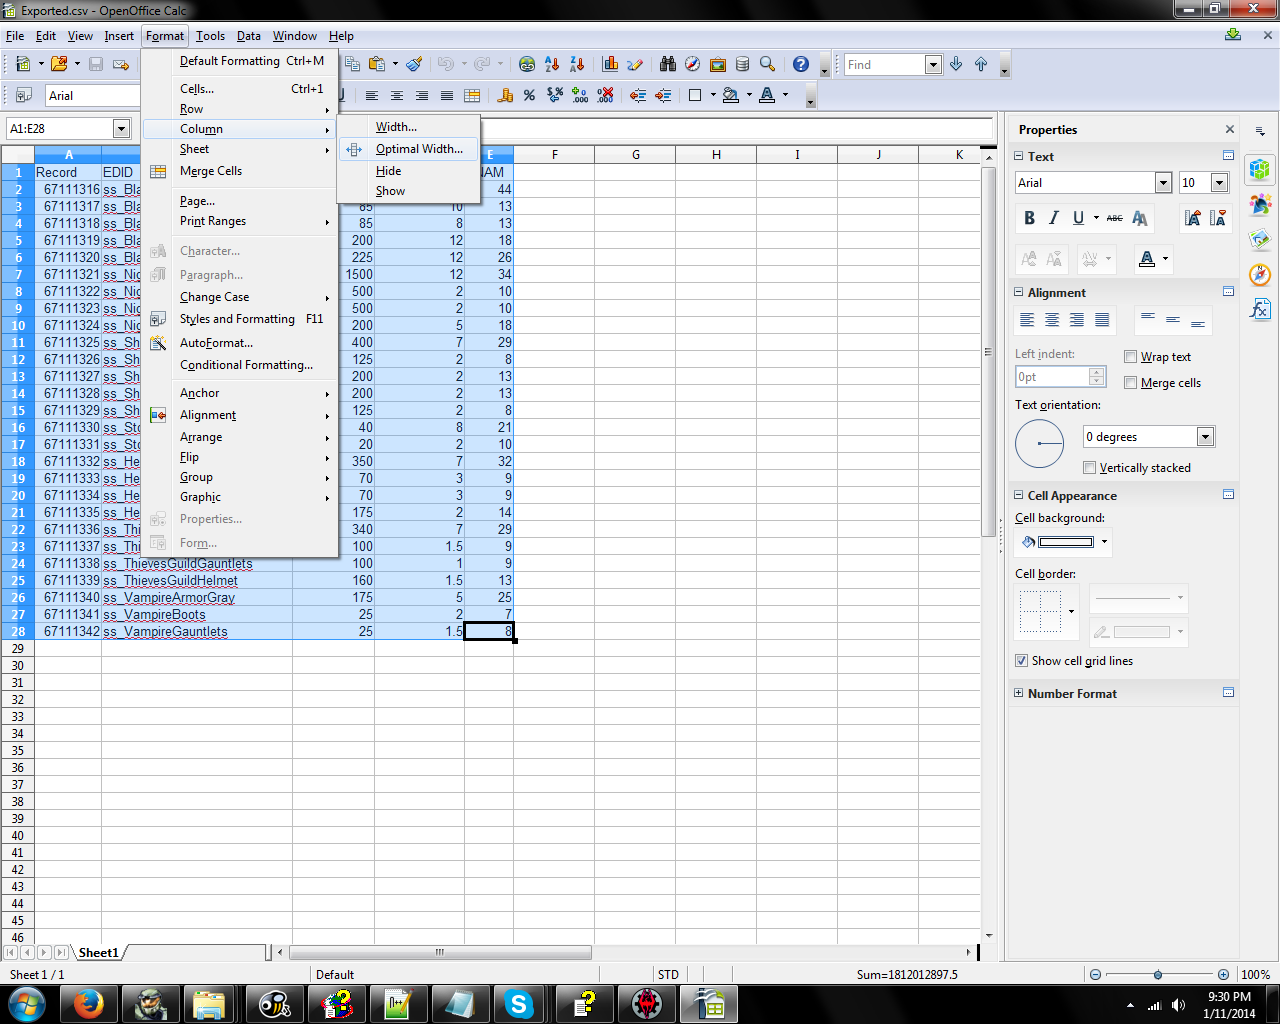 Exported.csv - OpenOffice Calc
File Edit View Insert Format Tools Data Window Help
Find
Arial
A1:E28
Default Formatting Ctrl+M
Cells... Ctrl+1
Row
Column
Sheet
Merge Cells
Page...
Print Ranges
Character...
Paragraph...
Change Case
Styles and Formatting F11
AutoFormat...
Conditional Formatting...
Anchor
Alignment
Arrange
Flip
Group
Graphic
Properties...
Form...
Width...
Optimal Width...
Hide
Show
A E F G H I J K
1 Record EDID
2 67111316 ss_Bla 44
3 67111317 ss_Bla 85 10 13
4 67111318 ss_Bla 85 8 13
5 67111319 ss_Bla 200 12 18
6 67111320 ss_Bla 225 12 26
7 67111321 ss_Nig 1500 12 34
8 67111322 ss_Nig 500 2 10
9 67111323 ss_Nig 500 2 10
10 67111324 ss_Nig 200 5 18
11 67111325 ss_Sh 400 7 29
12 67111326 ss_Sh 125 2 8
13 67111327 ss_Sh 200 2 13
14 67111328 ss_Sh 200 2 13
15 67111329 ss_Sh 125 2 8
16 67111330 ss_Sto 40 8 21
17 67111331 ss_Sto 20 2 10
18 67111332 ss_He 350 7 32
19 67111333 ss_He 70 3 9
20 67111334 ss_He 70 3 9
21 67111335 ss_He 175 2 14
22 67111336 ss_Thi 340 7 29
23 67111337 ss_Thi 100 1.5 9
24 67111338 ss_ThievesGuildGauntlets 100 1 9
25 67111339 ss_ThievesGuildHelmet 160 1.5 13
26 67111340 ss_VampireArmorGray 175 5 25
27 67111341 ss_VampireBoots 25 2 7
28 67111342 ss_VampireGauntlets 25 1.5 8
29
30
31
32
33
34
35
36
37
38
39
40
41
42
43
44
45
46
Properties
Text
Arial 10
B I U ABC AA
Alignment
Left indent:
0pt
Wrap text
Merge cells
Text orientation:
0 degrees
Vertically stacked
Cell Appearance
Cell background:
Cell border:
Show cell grid lines
Number Format
Sheet1
Sheet 1 / 1 Default STD Sum=1812012897.5 100%
9:30 PM
1/11/2014